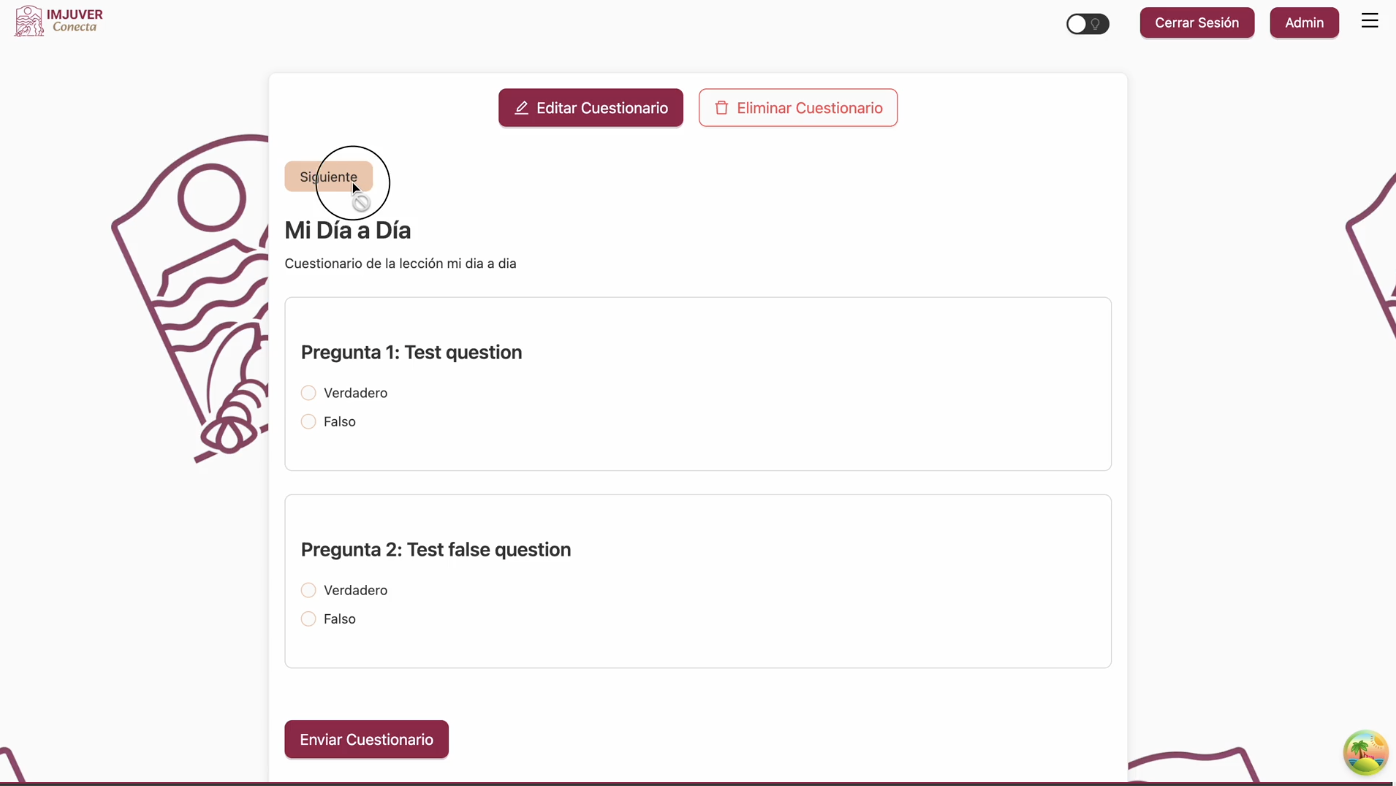 IMJUVER
Conecta
Cerrar Sesión
Admin
Editar Cuestionario
Eliminar Cuestionario
Siguiente
Mi Día a Día
Cuestionario de la lección mi dia a dia
Pregunta 1: Test question
Verdadero
Falso
Pregunta 2: Test false question
Verdadero
Falso
Enviar Cuestionario